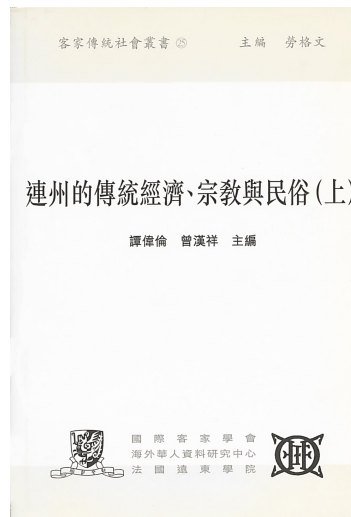 客家傳統社會叢書㉕ 主編 勞格文
連州的傳統經濟、宗教與民俗(上)
譚偉倫 曾漢祥 主編
國際客家學會
海外華人資料研究中心
法國遠東學院